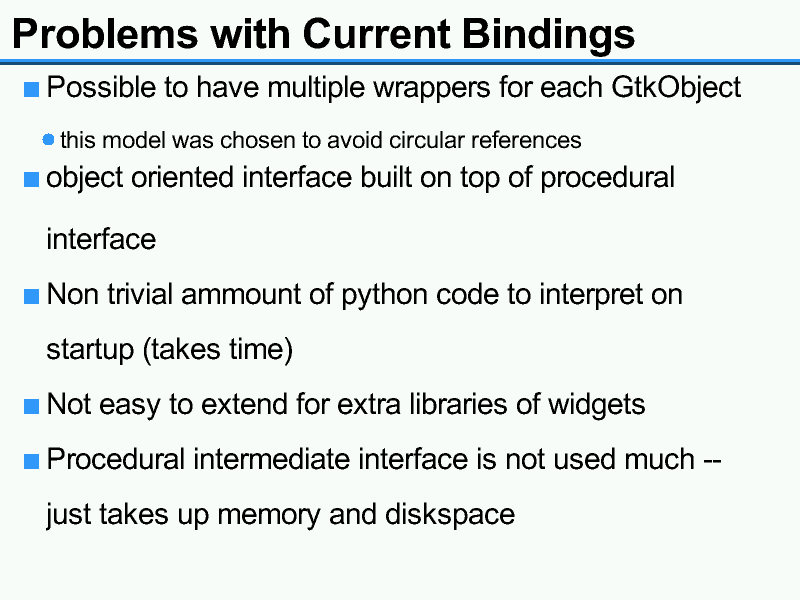 Problems with Current Bindings
Possible to have multiple wrappers for each GtkObject
this model was chosen to avoid circular references
object oriented interface built on top of procedural
interface
Non trivial ammount of python code to interpret on
startup (takes time)
Not easy to extend for extra libraries of widgets
Procedural intermediate interface is not used much --
just takes up memory and diskspace